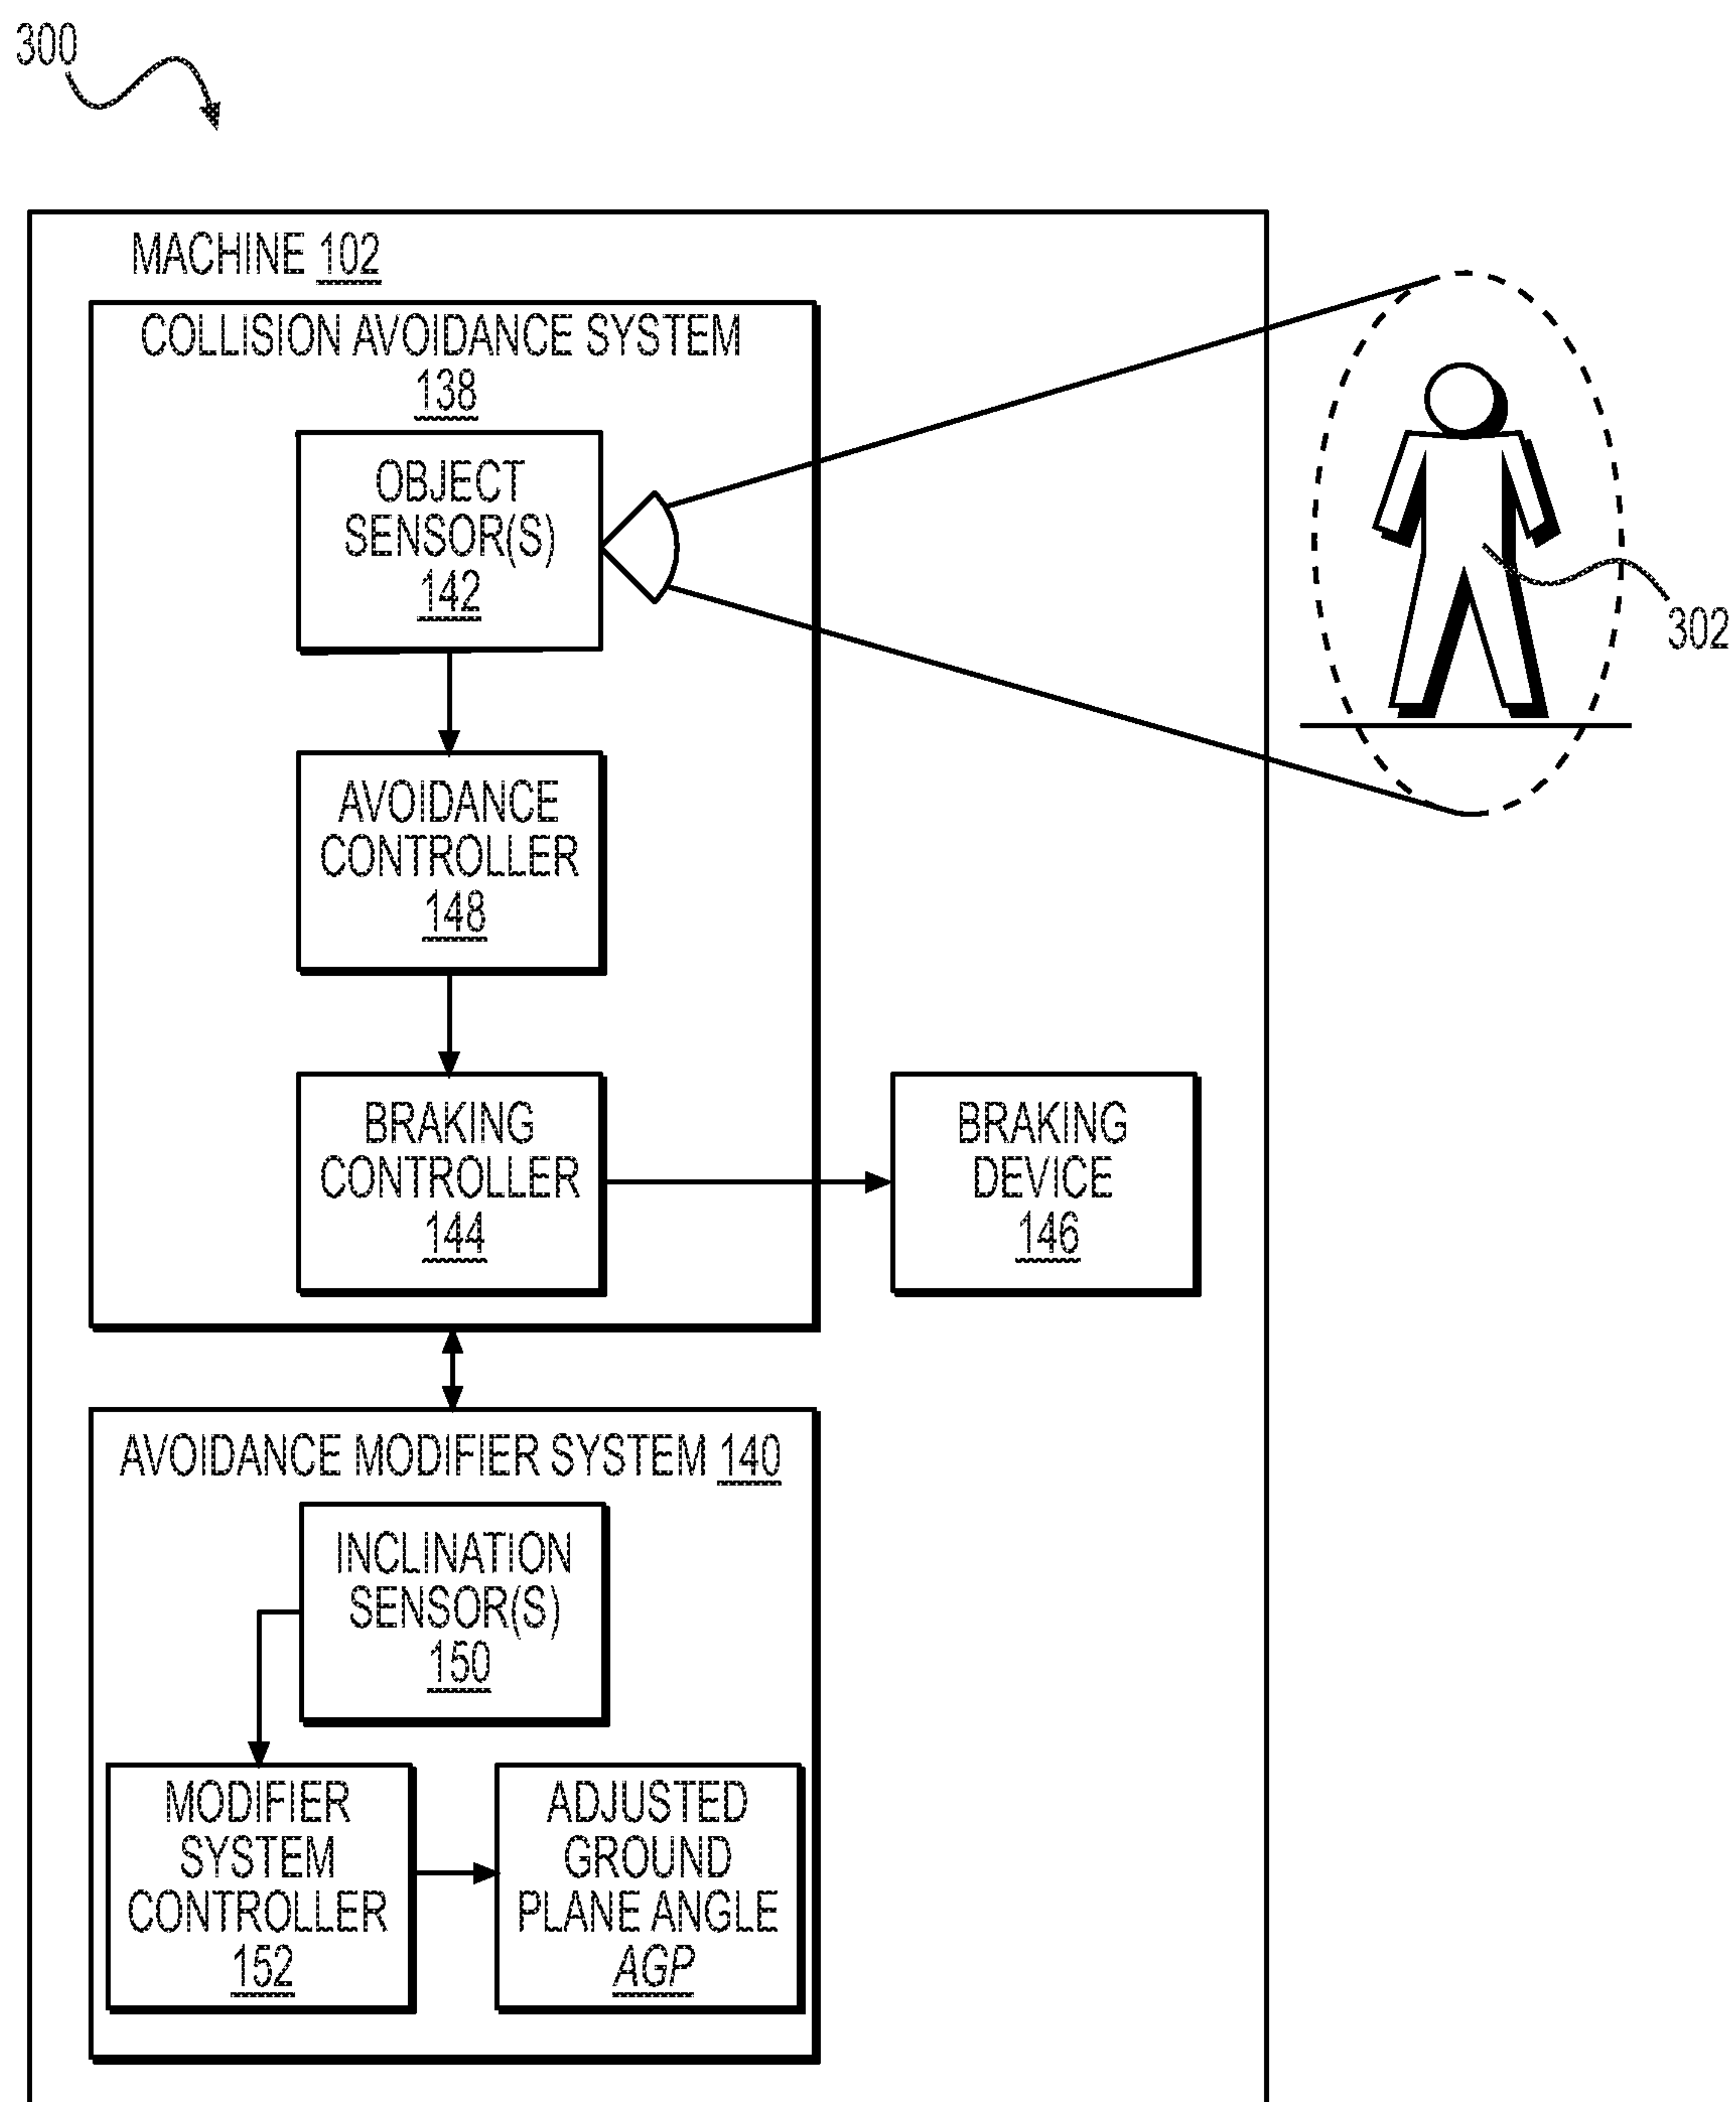 300
MACHINE 102
COLLISION AVOIDANCE SYSTEM
138
OBJECT
SENSOR(S)
142
302
AVOIDANCE
CONTROLLER
148
BRAKING
CONTROLLER
144
BRAKING
DEVICE
146
AVOIDANCE MODIFIER SYSTEM 140
INCLINATION
SENSOR(S)
150
MODIFIER
SYSTEM
CONTROLLER
152
ADJUSTED
GROUND
PLANE ANGLE
AGP